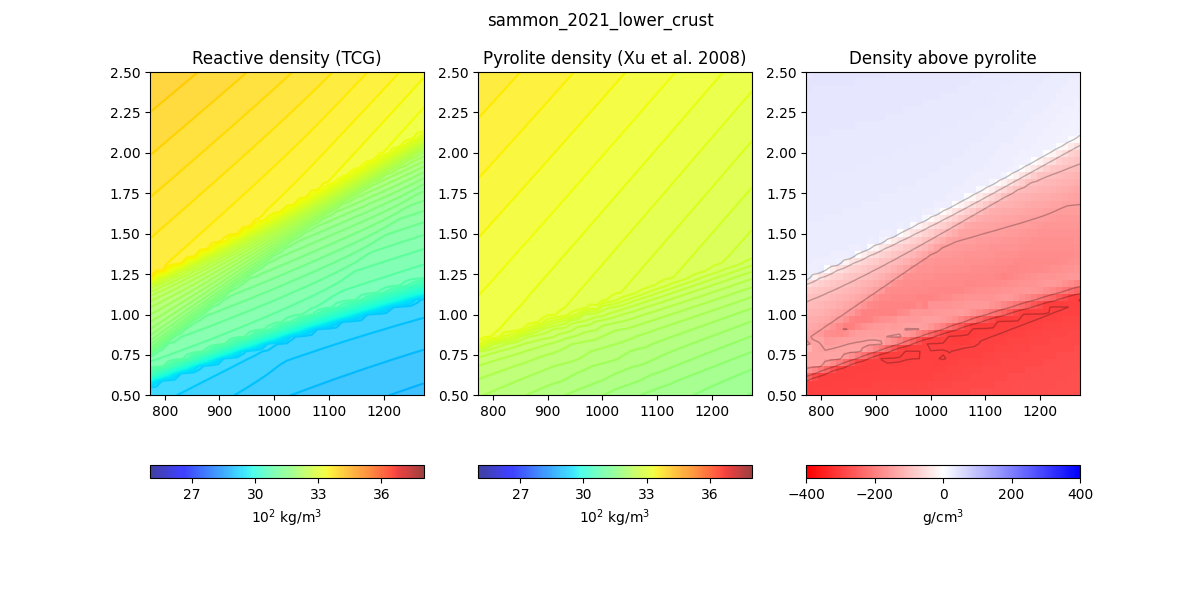 sammon_2021_lower_crust
Reactive density (TCG)
Pyrolite density (Xu et al. 2008)
Density above pyrolite
2.50
2.25
2.00
1.75
1.50
1.25
1.00
0.75
0.50
800 900 1000 1100 1200
2.50
2.25
2.00
1.75
1.50
1.25
1.00
0.75
0.50
800 900 1000 1100 1200
2.50
2.25
2.00
1.75
1.50
1.25
1.00
0.75
0.50
800 900 1000 1100 1200
27 30 33 36
10² kg/m³
27 30 33 36
10² kg/m³
−400 −200 0 200 400
g/cm³